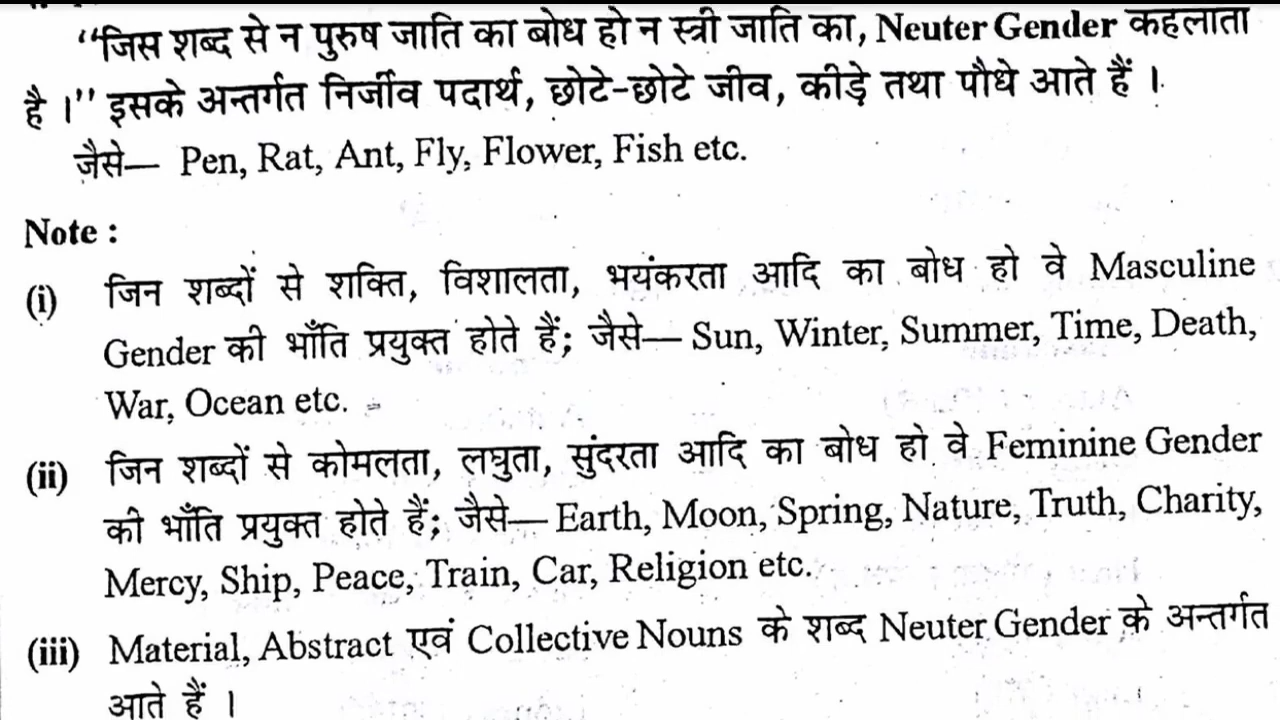 “जिस शब्द से न पुरुष जाति का बोध हो न स्त्री जाति का, Neuter Gender कहलाता
है ।” इसके अन्तर्गत निर्जीव पदार्थ, छोटे-छोटे जीव, कीड़े तथा पौधे आते हैं ।
जैसे— Pen, Rat, Ant, Fly, Flower, Fish etc.
Note :
(i) जिन शब्दों से शक्ति, विशालता, भयंकरता आदि का बोध हो वे Masculine
Gender की भाँति प्रयुक्त होते हैं; जैसे— Sun, Winter, Summer, Time, Death,
War, Ocean etc.
(ii) जिन शब्दों से कोमलता, लघुता, सुंदरता आदि का बोध हो वे Feminine Gender
की भाँति प्रयुक्त होते हैं; जैसे— Earth, Moon, Spring, Nature, Truth, Charity,
Mercy, Ship, Peace, Train, Car, Religion etc.
(iii) Material, Abstract एवं Collective Nouns के शब्द Neuter Gender के अन्तर्गत
आते हैं ।